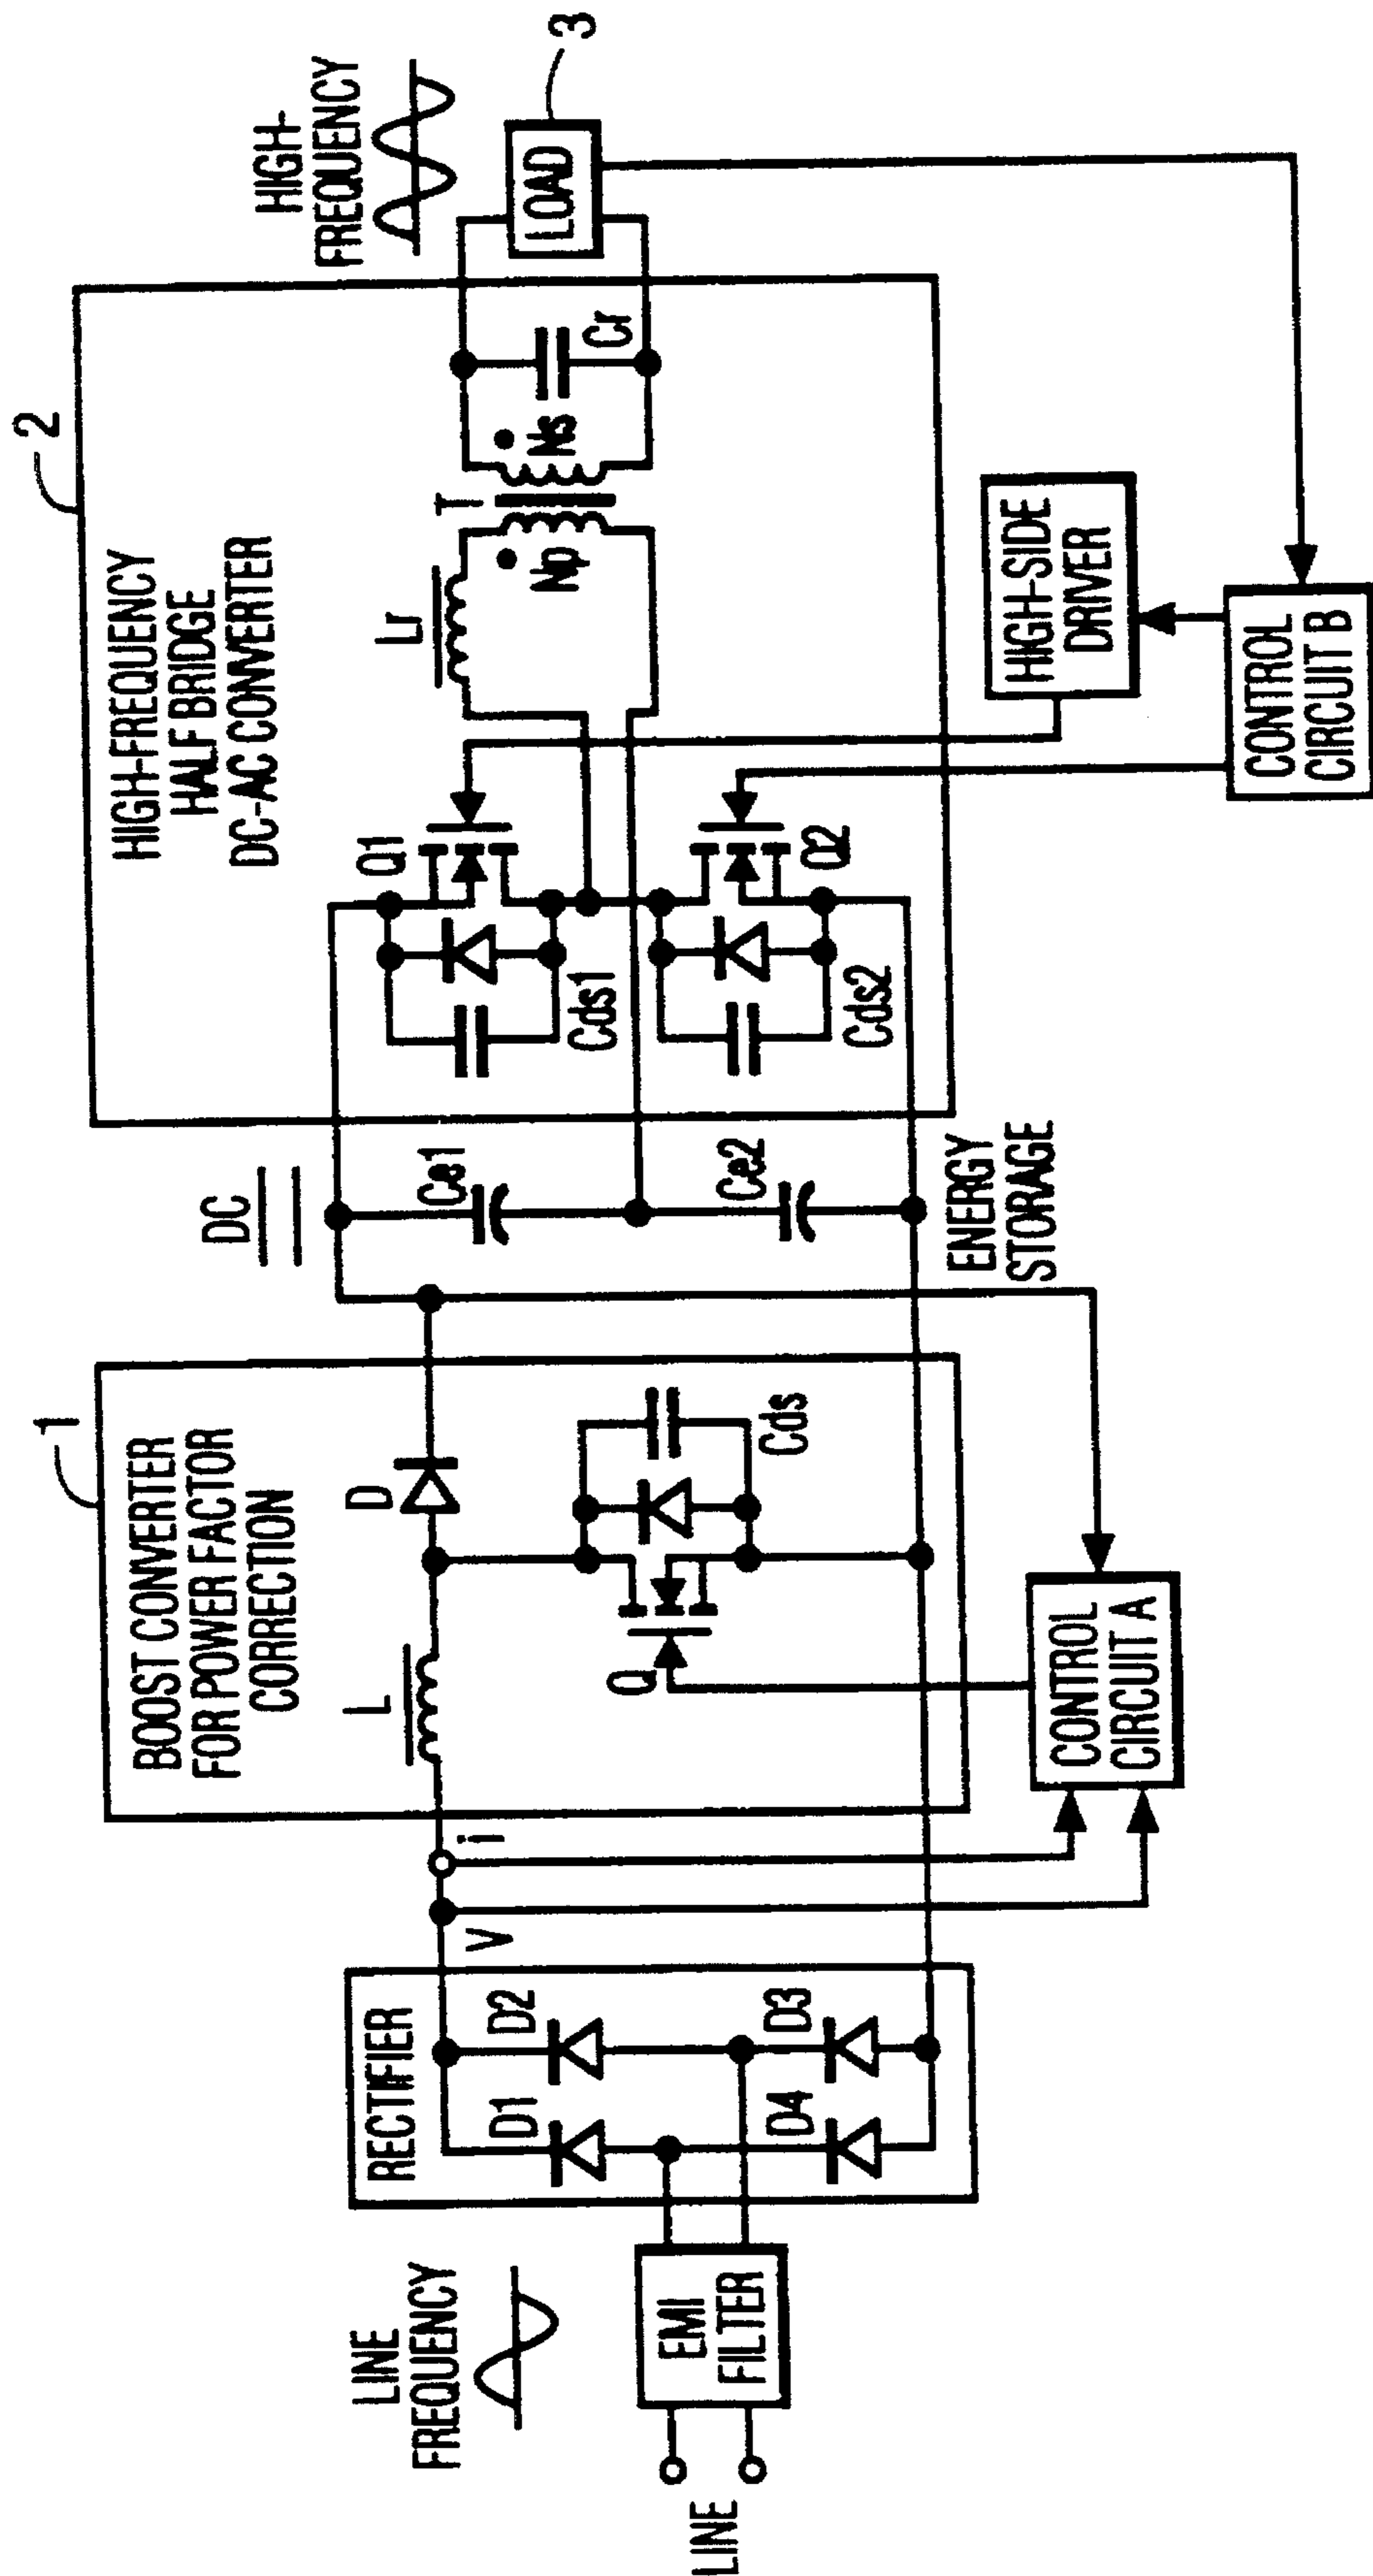 LINE
FREQUENCY
LINE
EMI
FILTER
RECTIFIER
D1
D2
D4
D3
V
i
1
BOOST CONVERTER
FOR POWER FACTOR
CORRECTION
L
D
Q
Cds
CONTROL
CIRCUIT A
DC
Ce1
Ce2
ENERGY
STORAGE
2
HIGH-FREQUENCY
HALF BRIDGE
DC-AC CONVERTER
Q1
Cds1
Q2
Cds2
Lr
T
Np
Ns
Cr
HIGH-
FREQUENCY
LOAD
3
HIGH-SIDE
DRIVER
CONTROL
CIRCUIT B